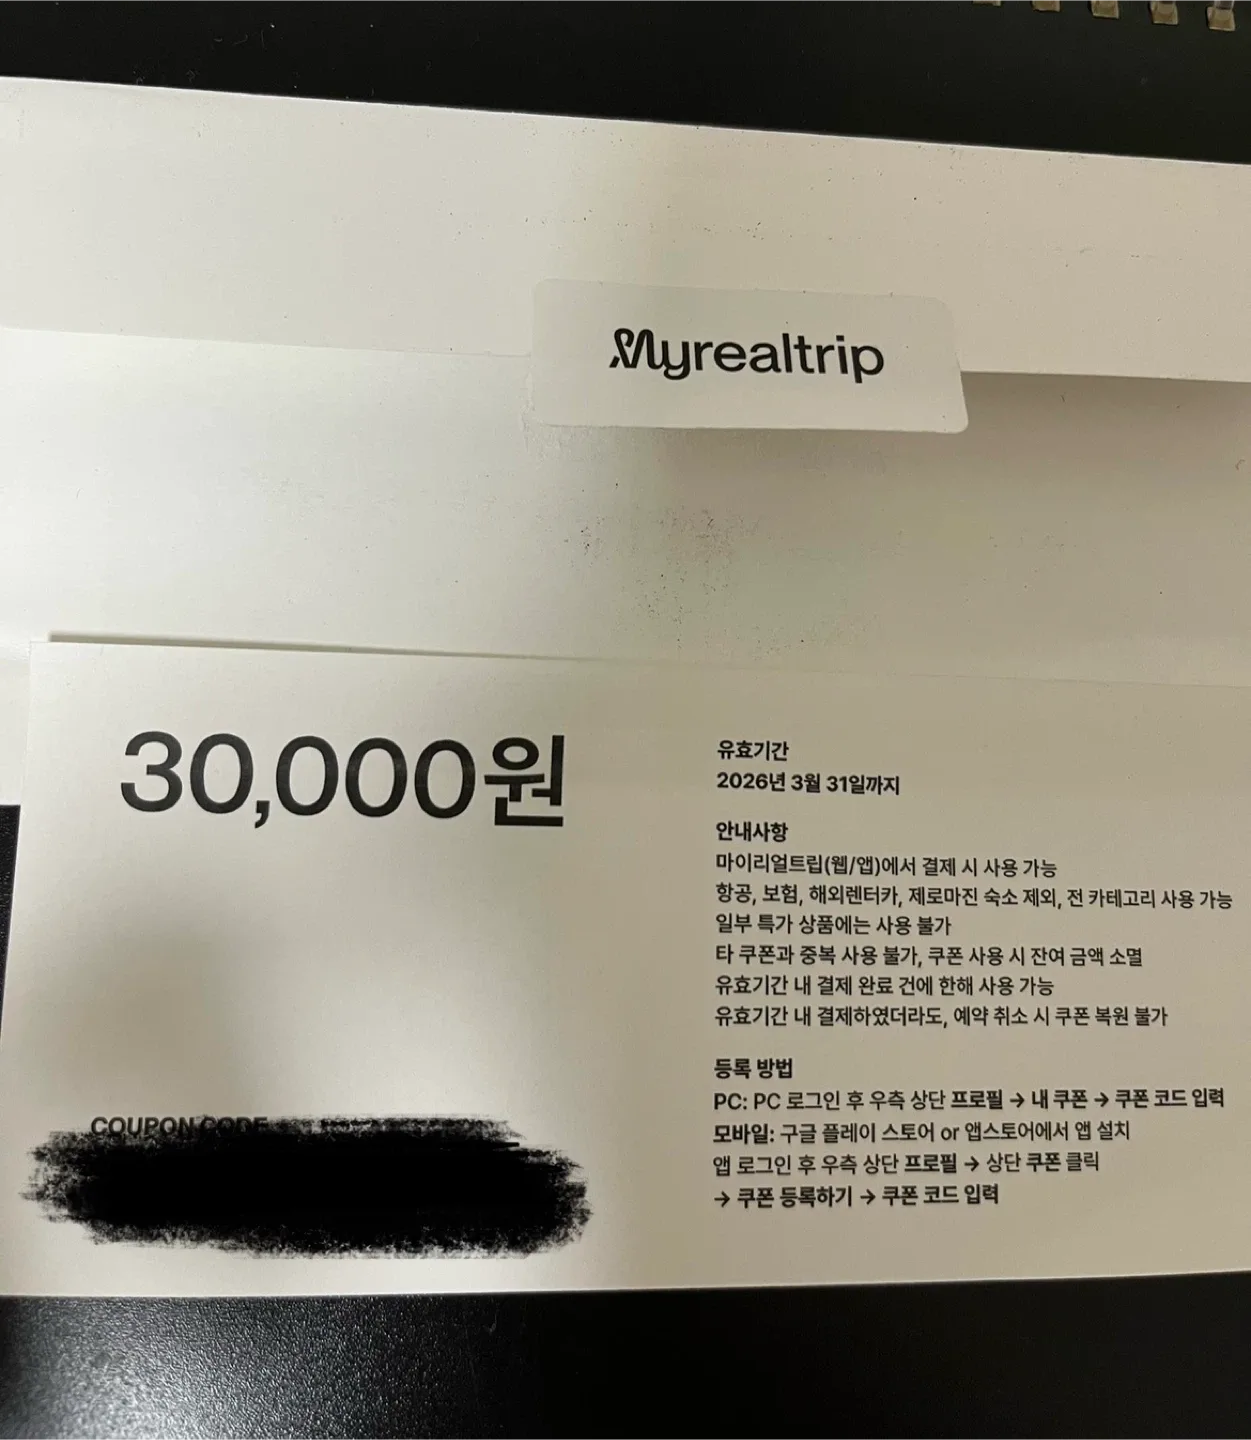 Myrealtrip
30,000원
COUPON CODE
유효기간
2026년 3월 31일까지
안내사항
마이리얼트립(웹/앱)에서 결제 시 사용 가능
항공, 보험, 해외렌터카, 제로마진 숙소 제외, 전 카테고리 사용 가능
일부 특가 상품에는 사용 불가
타 쿠폰과 중복 사용 불가, 쿠폰 사용 시 잔여 금액 소멸
유효기간 내 결제 완료 건에 한해 사용 가능
유효기간 내 결제하였더라도, 예약 취소 시 쿠폰 복원 불가
등록 방법
PC: PC 로그인 후 우측 상단 프로필 → 내 쿠폰 → 쿠폰 코드 입력
모바일: 구글 플레이 스토어 or 앱스토어에서 앱 설치
앱 로그인 후 우측 상단 프로필 → 상단 쿠폰 클릭
→ 쿠폰 등록하기 → 쿠폰 코드 입력